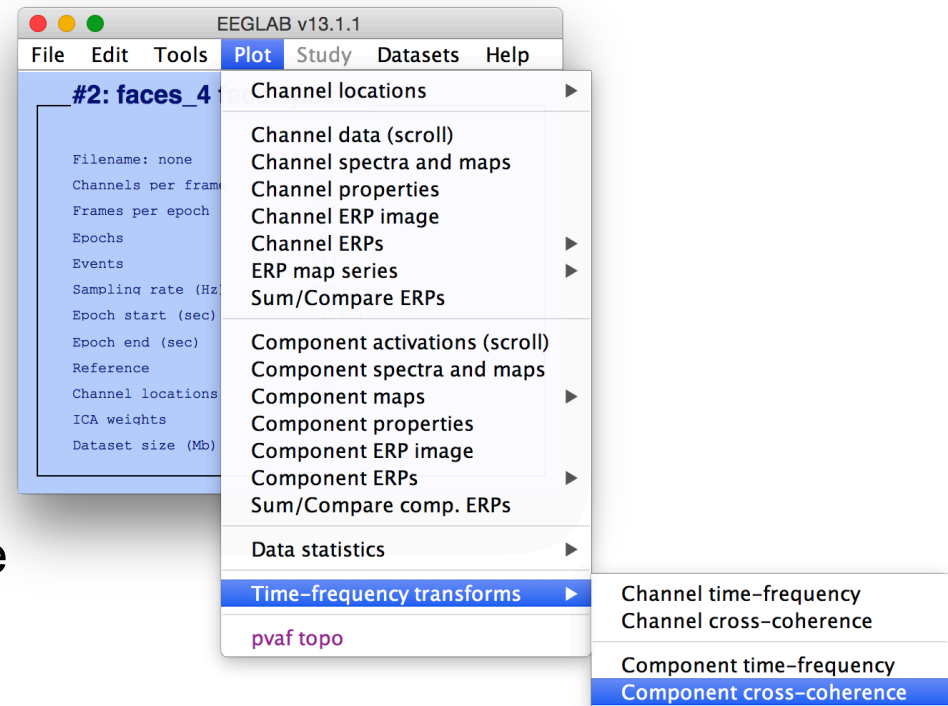 EEGLAB v13.1.1
File Edit Tools Plot Study Datasets Help
#2: faces_4
Filename: none
Channels per frame
Frames per epoch
Epochs
Events
Sampling rate (Hz)
Epoch start (sec)
Epoch end (sec)
Reference
Channel locations
ICA weights
Dataset size (Mb)
Channel locations
Channel data (scroll)
Channel spectra and maps
Channel properties
Channel ERP image
Channel ERPs
ERP map series
Sum/Compare ERPs
Component activations (scroll)
Component spectra and maps
Component maps
Component properties
Component ERP image
Component ERPs
Sum/Compare comp. ERPs
Data statistics
Time-frequency transforms
pvaf topo
Channel time-frequency
Channel cross-coherence
Component time-frequency
Component cross-coherence
e